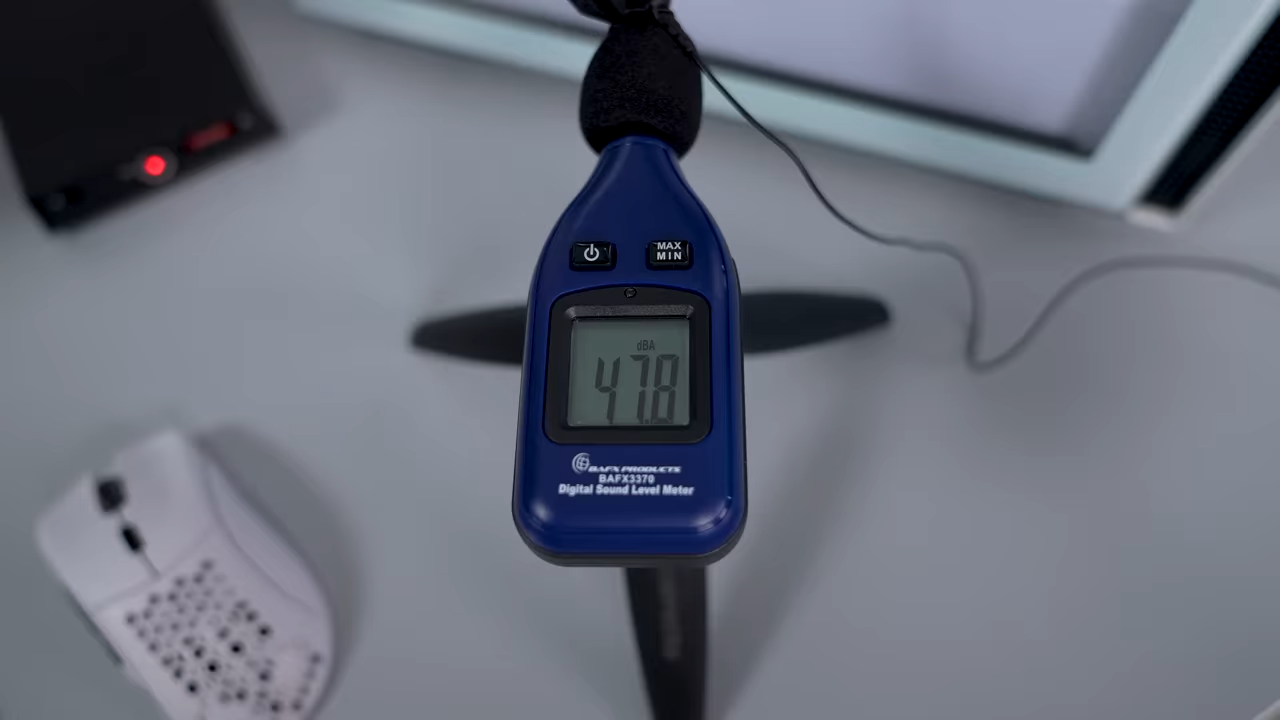 MAX
MIN
dBA
47.8
BAFX PRODUCTS
BAFX3370
Digital Sound Level Meter